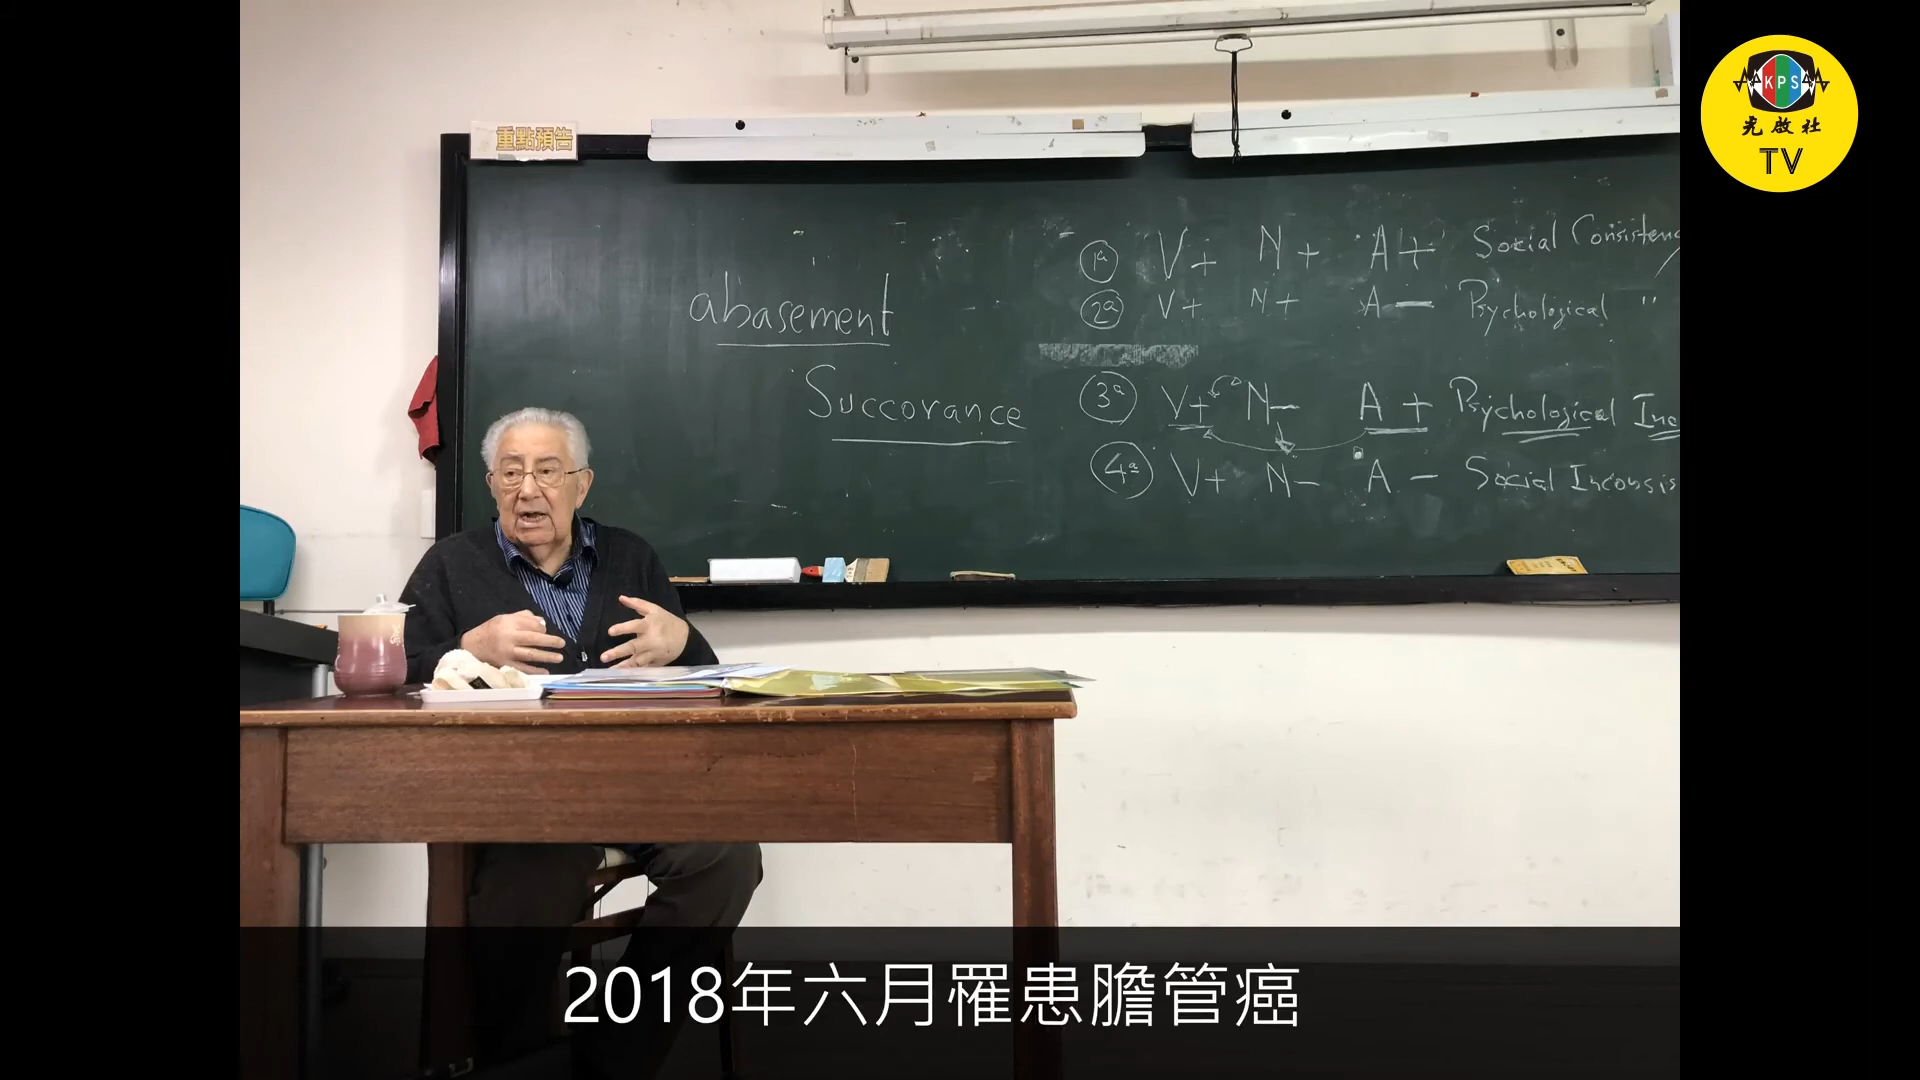 KPS
光啟社
TV
重點預告
abasement
Succorance
1ª V+ N+ A+ Social Consistency
2ª V+ N+ A- Psychological "
3ª V+ N- A+ Psychological Inc
4ª V+ N- A- Social Inconsis
2018年六月罹患膽管癌